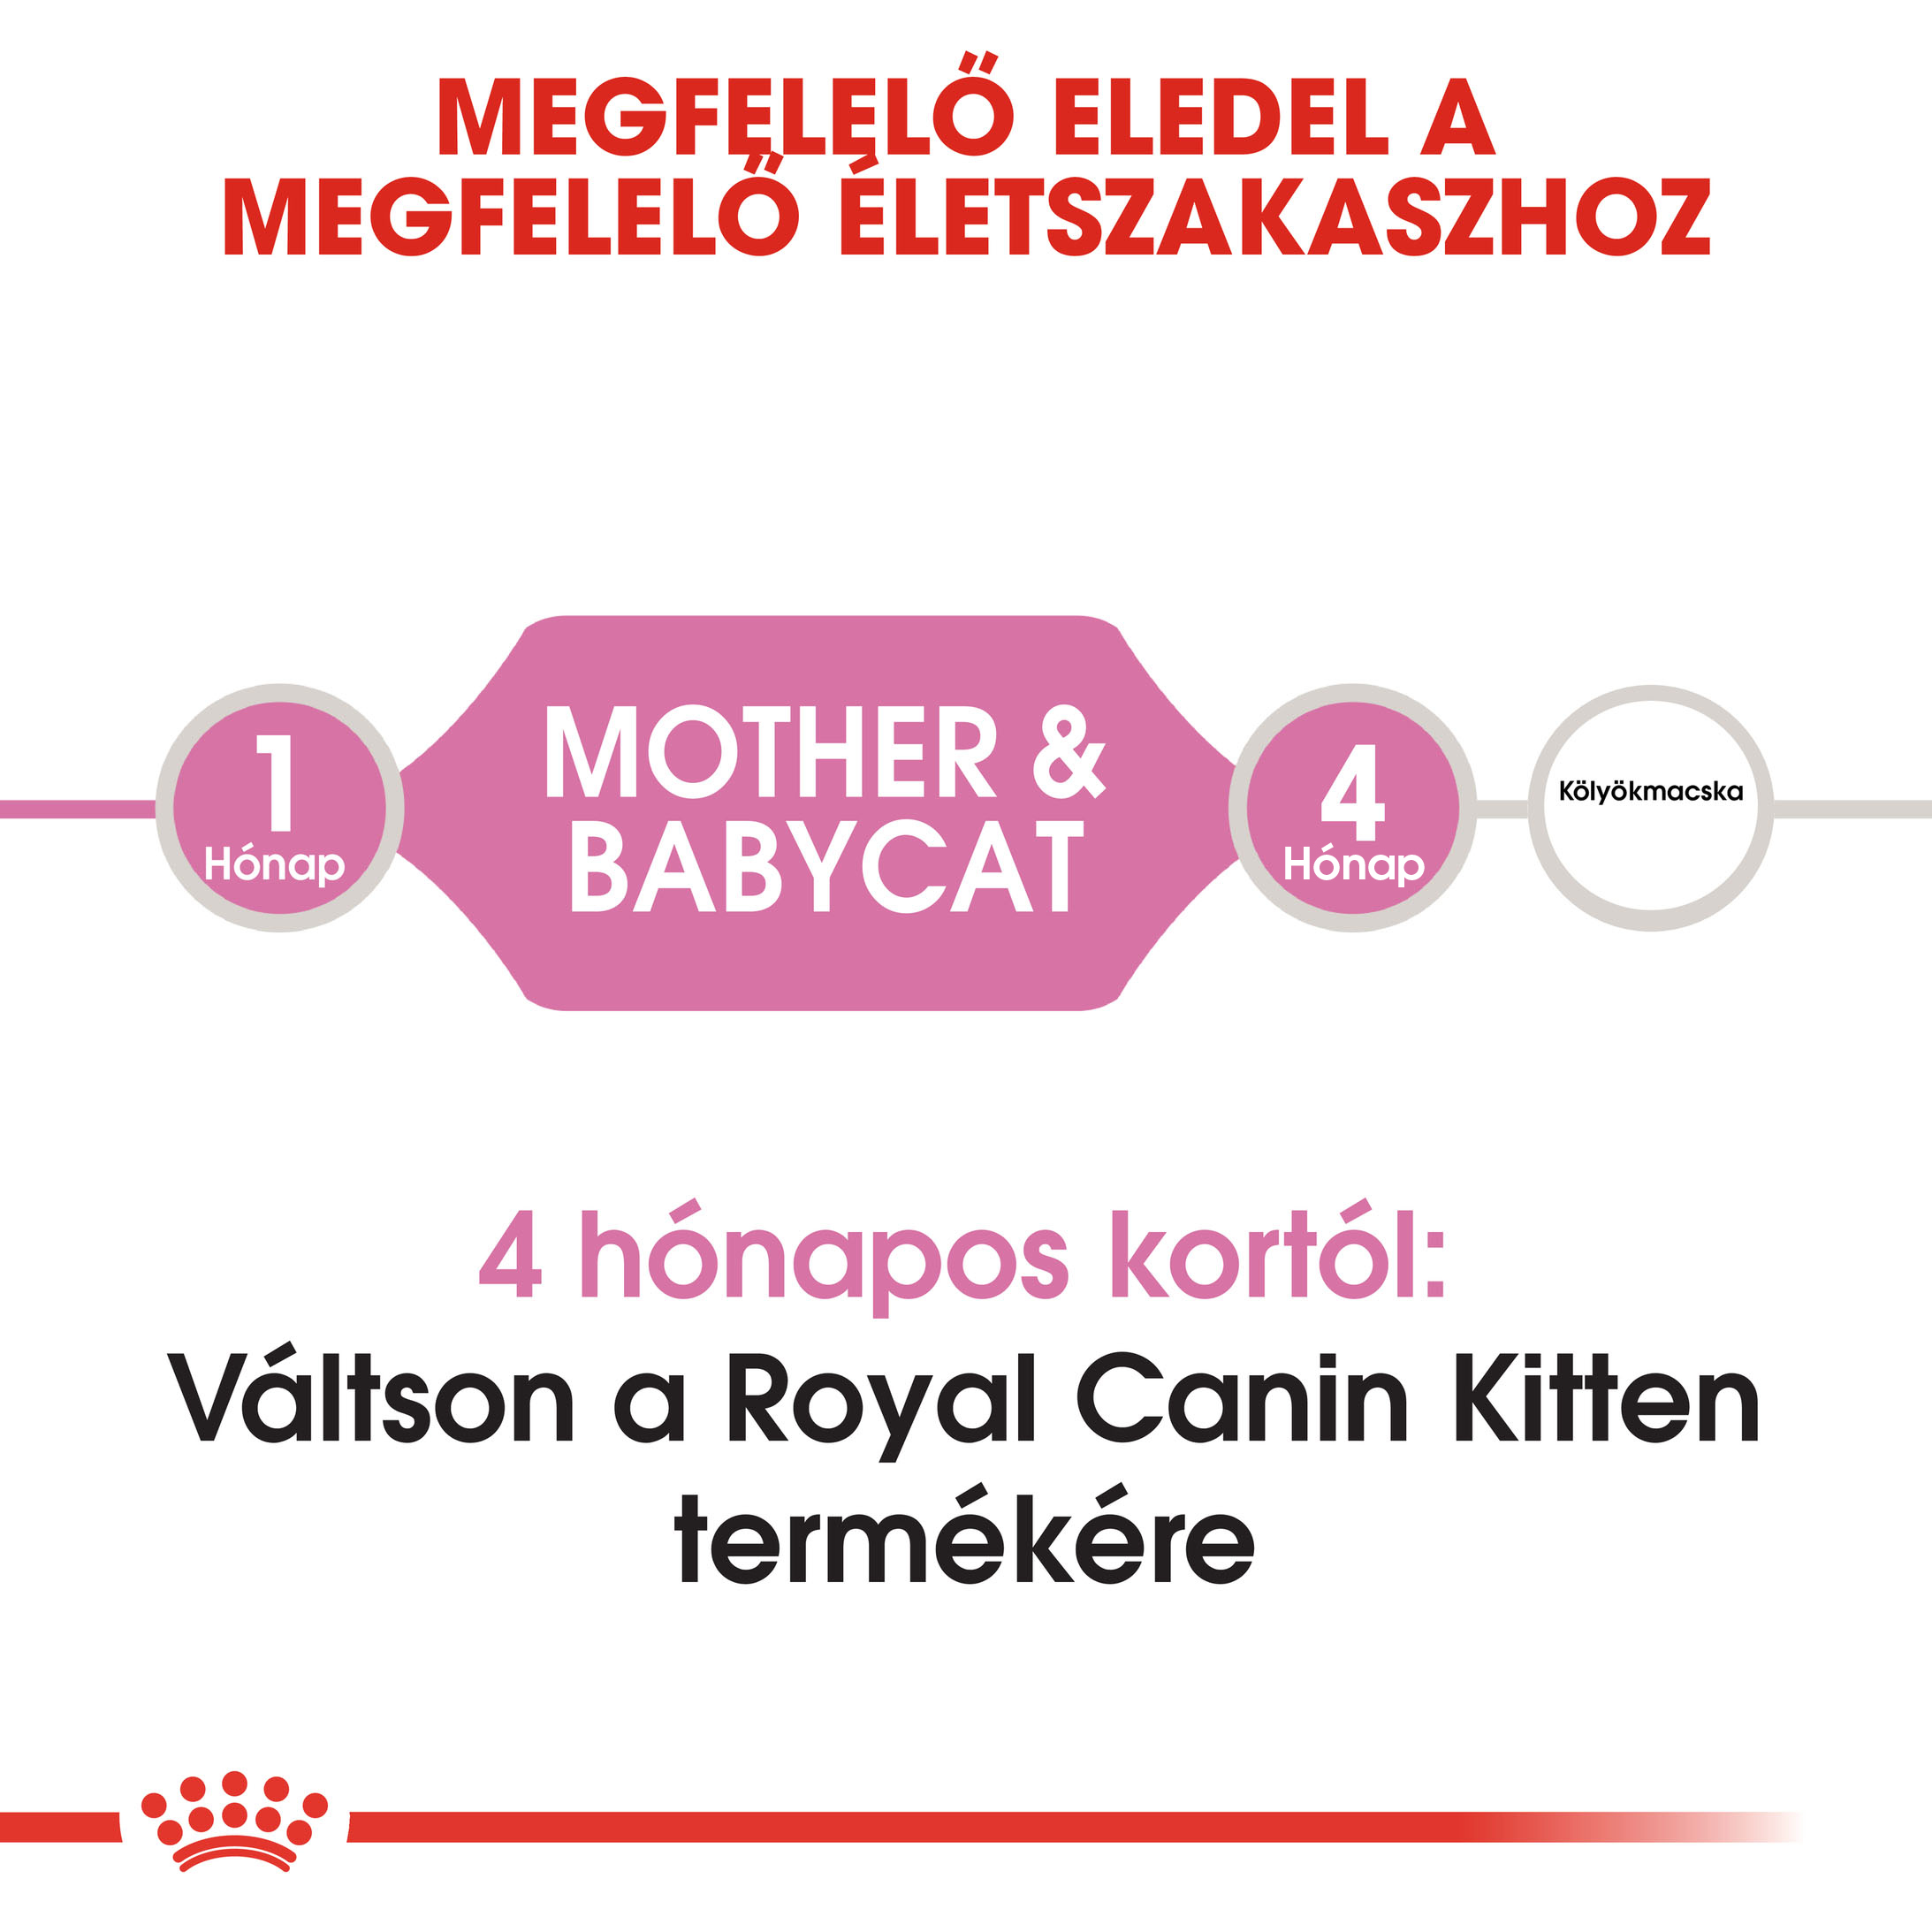 MEGFELELŐ ELEDEL A
MEGFELELŐ ÉLETSZAKASZHOZ
1
Hónap
MOTHER &
BABYCAT
4
Hónap
Kölyökmacska
4 hónapos kortól:
Váltson a Royal Canin Kitten
termékére